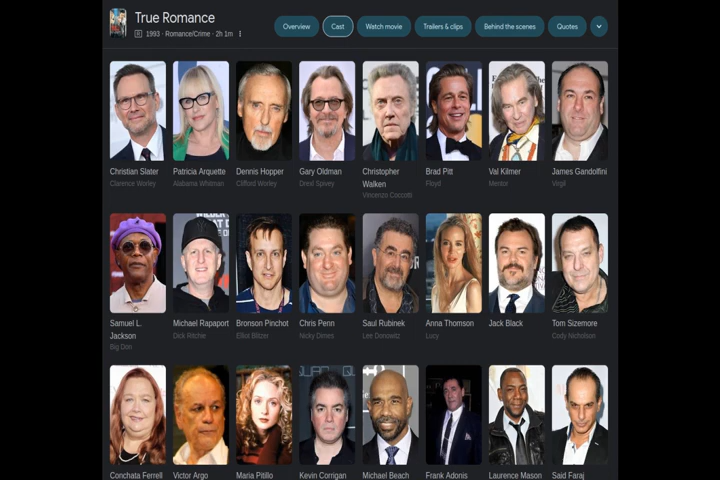 True Romance
1993 · Romance/Crime · 2h 1m
Overview
Cast
Watch movie
Trailers & clips
Behind the scenes
Quotes
Christian Slater
Clarence Worley
Patricia Arquette
Alabama Whitman
Dennis Hopper
Clifford Worley
Gary Oldman
Drexl Spivey
Christopher
Walken
Vincenzo Coccotti
Brad Pitt
Floyd
Val Kilmer
Mentor
James Gandolfini
Virgil
Samuel L.
Jackson
Big Don
Michael Rapaport
Dick Ritchie
Bronson Pinchot
Elliot Blitzer
Chris Penn
Nicky Dimes
Saul Rubinek
Lee Donowitz
Anna Thomson
Lucy
Jack Black
Tom Sizemore
Cody Nicholson
Conchata Ferrell
Victor Argo
Maria Pitillo
Kevin Corrigan
Michael Beach
Frank Adonis
Laurence Mason
Said Faraj